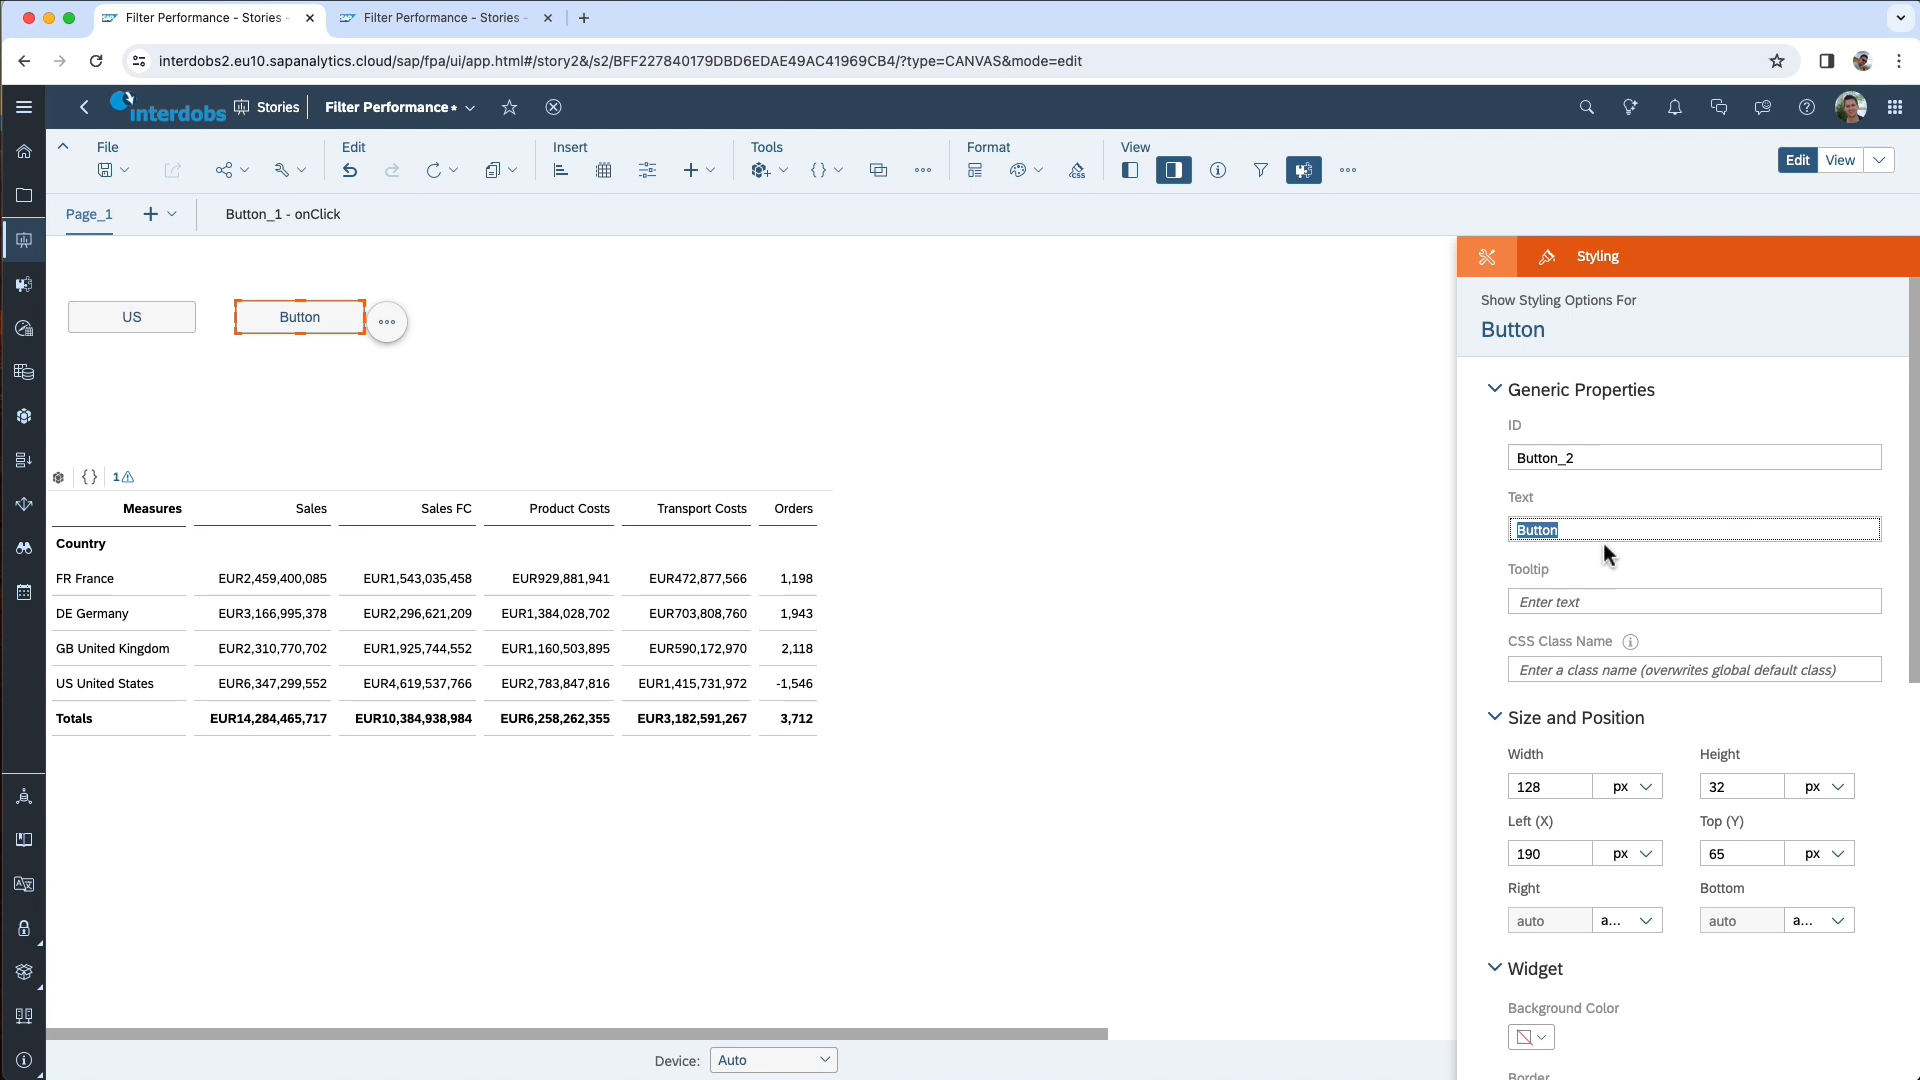 Filter Performance - Stories -
Filter Performance - Stories -
interdobs2.eu10.sapanalytics.cloud/sap/fpa/ui/app.html#/story2&/s2/BFF227840179DBD6EDAE49AC41969CB4/?type=CANVAS&mode=edit
interdobs
Stories
Filter Performance*
File
Edit
Insert
Tools
Format
View
CSS
Edit
View
Page_1
Button_1 - onClick
US
Button
Styling
Show Styling Options For
Button
Generic Properties
ID
Button_2
Text
Button
Tooltip
Enter text
CSS Class Name
Enter a class name (overwrites global default class)
Size and Position
Width
Height
128 px
32 px
Left (X)
Top (Y)
190 px
65 px
Right
Bottom
auto a...
auto a...
Widget
Background Color
Border
1
Measures Sales Sales FC Product Costs Transport Costs Orders
Country
FR France EUR2,459,400,085 EUR1,543,035,458 EUR929,881,941 EUR472,877,566 1,198
DE Germany EUR3,166,995,378 EUR2,296,621,209 EUR1,384,028,702 EUR703,808,760 1,943
GB United Kingdom EUR2,310,770,702 EUR1,925,744,552 EUR1,160,503,895 EUR590,172,970 2,118
US United States EUR6,347,299,552 EUR4,619,537,766 EUR2,783,847,816 EUR1,415,731,972 -1,546
Totals EUR14,284,465,717 EUR10,384,938,984 EUR6,258,262,355 EUR3,182,591,267 3,712
Device: Auto